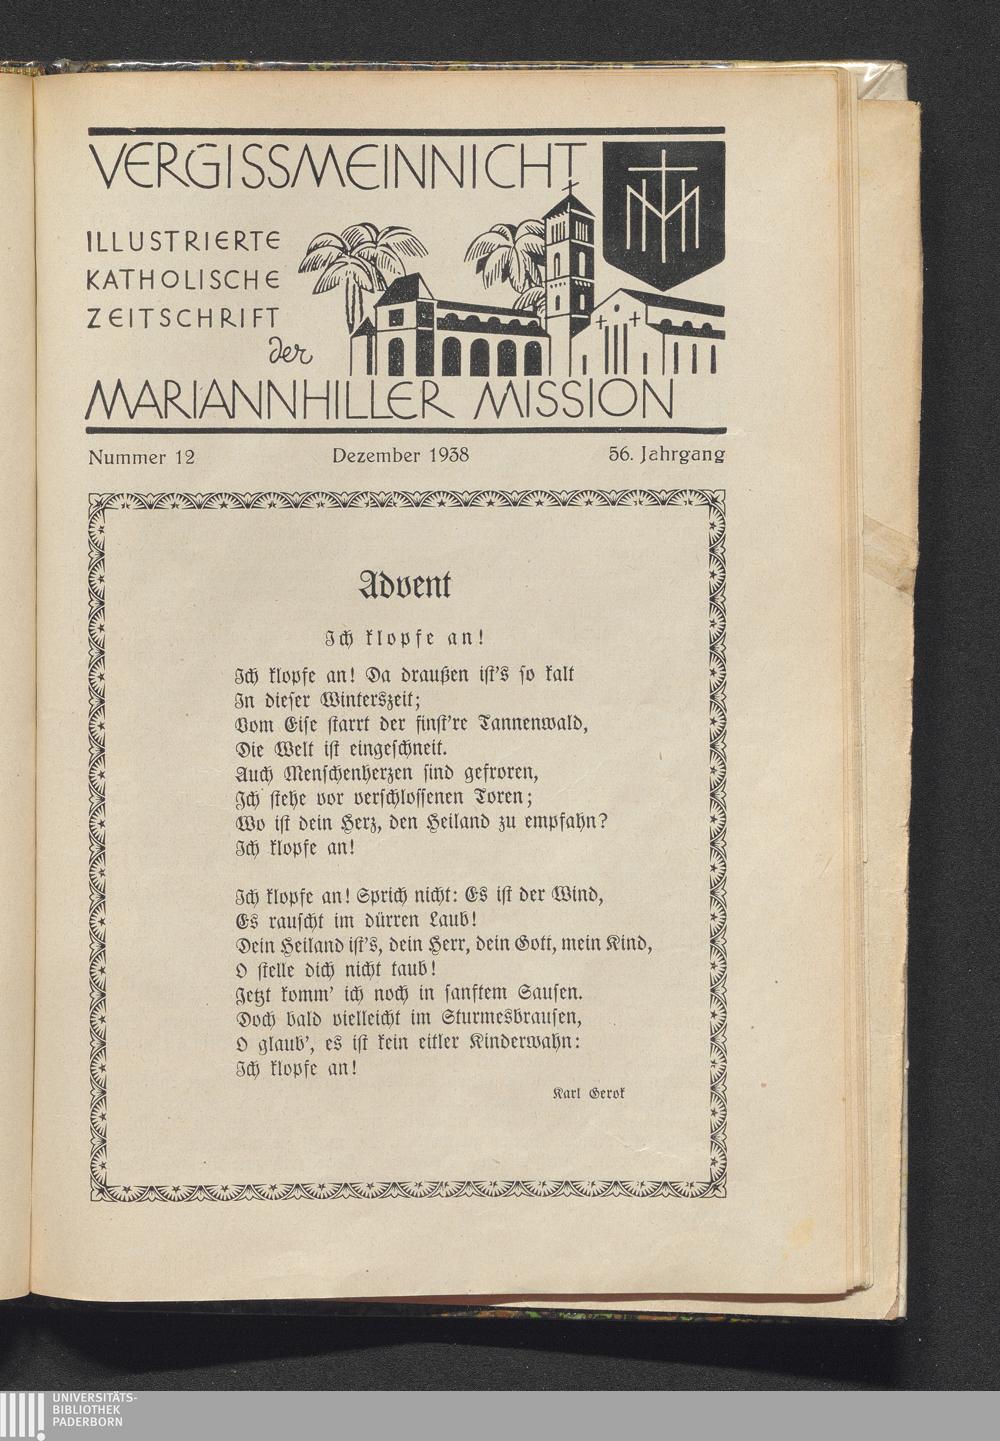 VERGISSMEINNICHT
ILLUSTRIERTE
KATHOLISCHE
ZEITSCHRIFT
der
MARIANNHILLER MISSION
Nummer 12 Dezember 1938 56. Jahrgang
Advent
Ich klopfe an!
Ich klopfe an! Da draußen ist's so kalt
In dieser Winterszeit;
Vom Eise starrt der finst're Tannenwald,
Die Welt ist eingeschneit.
Auch Menschenherzen sind gefroren,
Ich stehe vor verschlossenen Toren;
Wo ist dein Herz, den Heiland zu empfahn?
Ich klopfe an!
Ich klopfe an! Sprich nicht: Es ist der Wind,
Es rauscht im dürren Laub!
Dein Heiland ist's, dein Herr, dein Gott, mein Kind,
O stelle dich nicht taub!
Jetzt komm' ich noch in sanftem Sausen.
Doch bald vielleicht im Sturmesbrausen,
O glaub', es ist kein eitler Kinderwahn:
Ich klopfe an!
Karl Gerok
UNIVERSITÄTS-
BIBLIOTHEK
PADERBORN